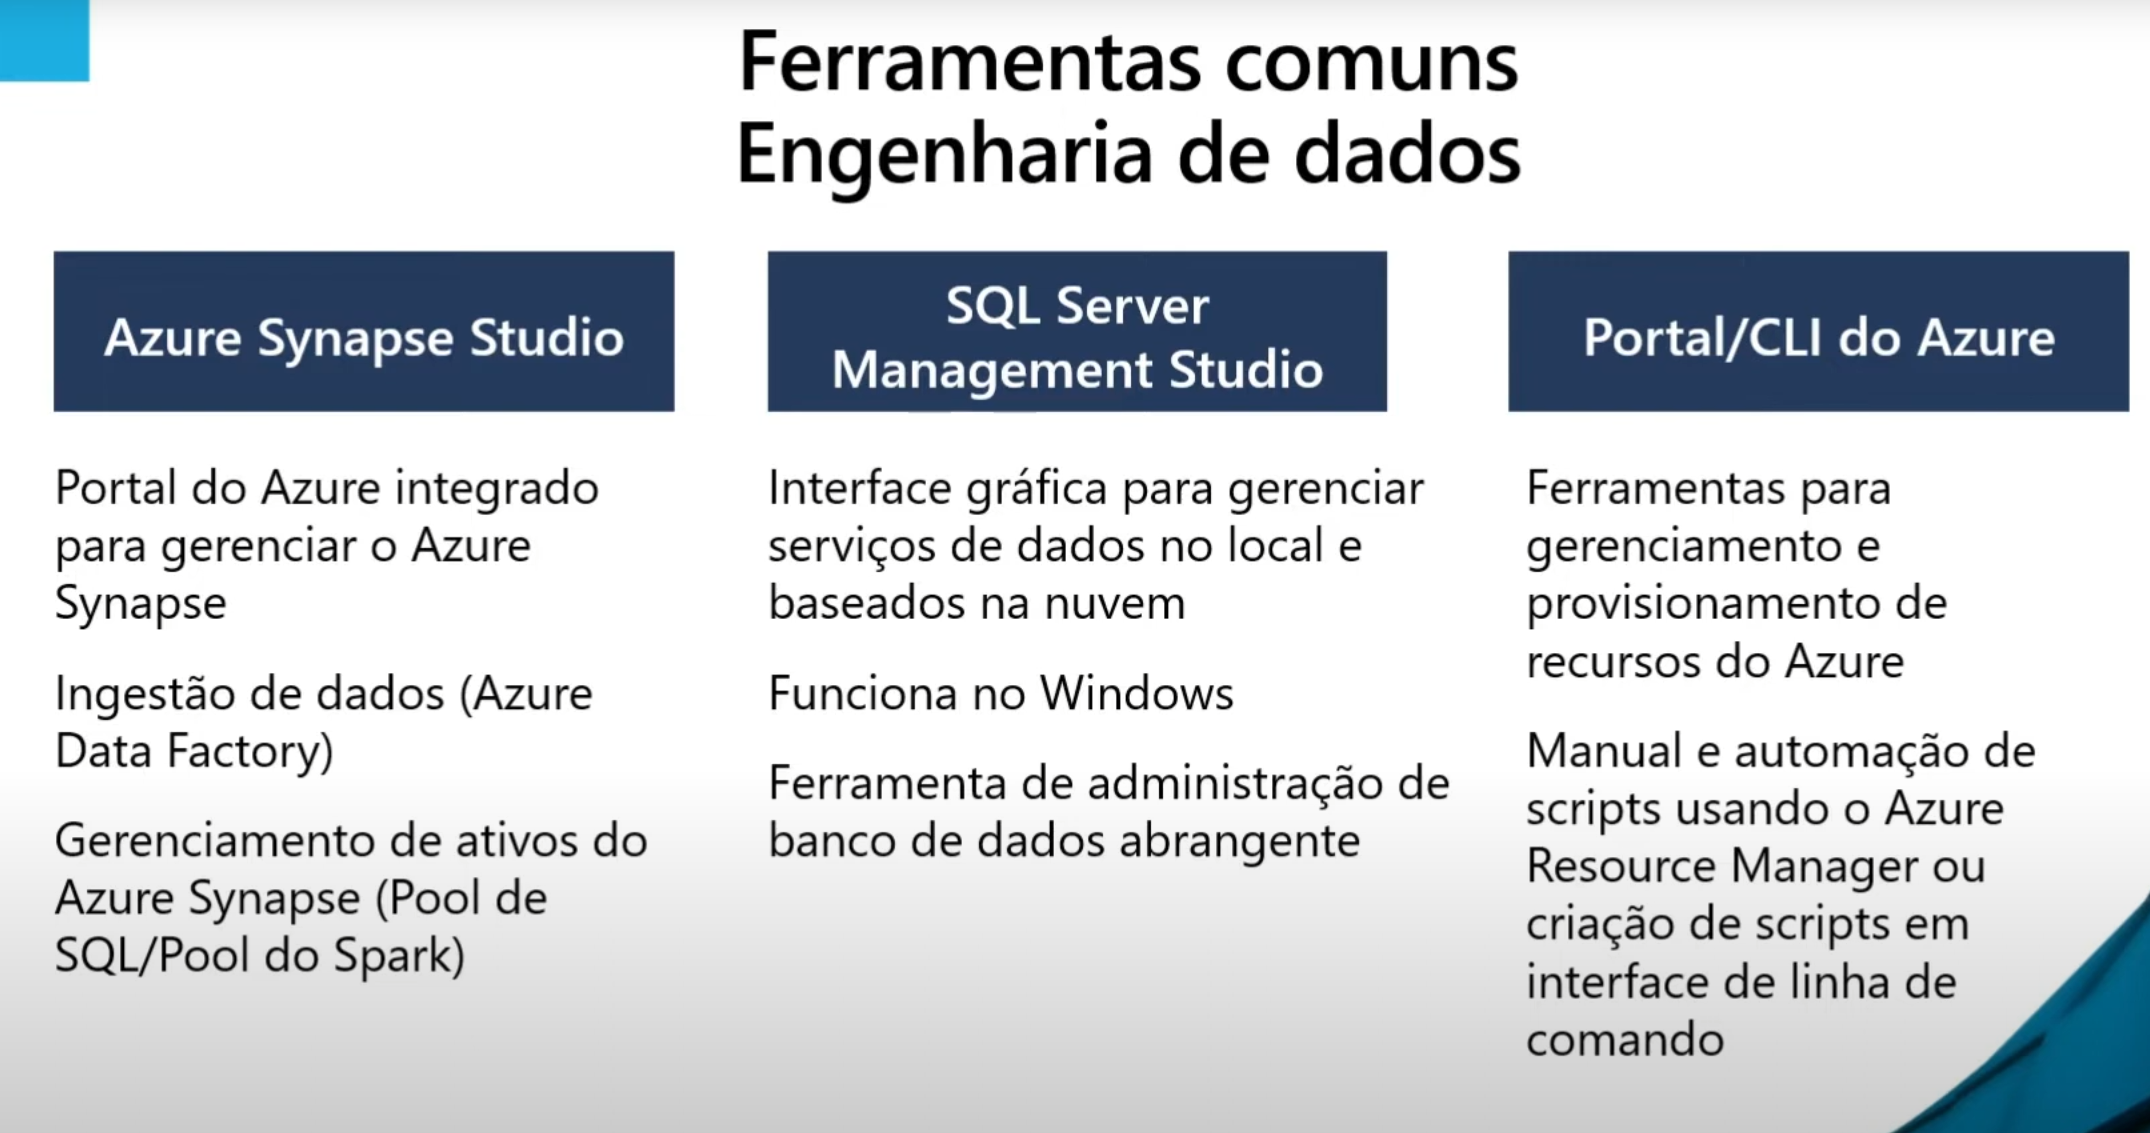 Ferramentas comuns
Engenharia de dados
Azure Synapse Studio
Portal do Azure integrado
para gerenciar o Azure
Synapse
Ingestão de dados (Azure
Data Factory)
Gerenciamento de ativos do
Azure Synapse (Pool de
SQL/Pool do Spark)
SQL Server
Management Studio
Interface gráfica para gerenciar
serviços de dados no local e
baseados na nuvem
Funciona no Windows
Ferramenta de administração de
banco de dados abrangente
Portal/CLI do Azure
Ferramentas para
gerenciamento e
provisionamento de
recursos do Azure
Manual e automação de
scripts usando o Azure
Resource Manager ou
criação de scripts em
interface de linha de
comando